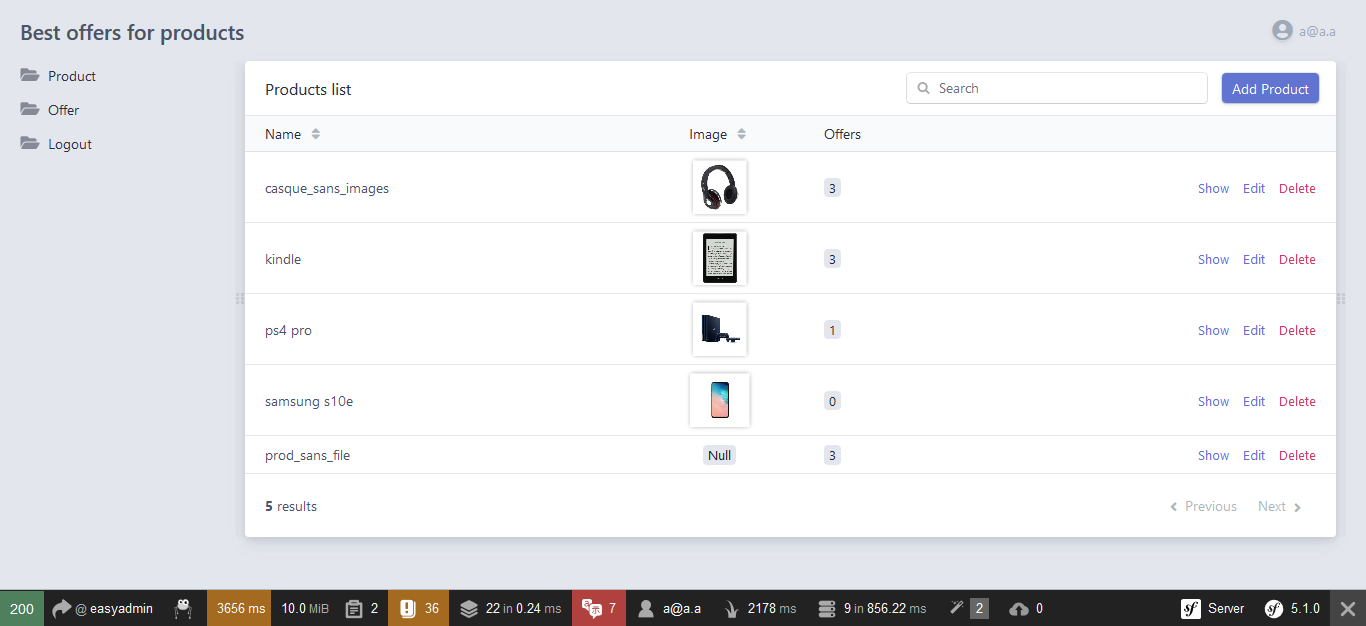 Best offers for products
a@a.a
Product
Offer
Logout
Products list
Search
Add Product
Name Image Offers
casque_sans_images 3 Show Edit Delete
kindle 3 Show Edit Delete
ps4 pro 1 Show Edit Delete
samsung s10e 0 Show Edit Delete
prod_sans_file Null 3 Show Edit Delete
5 results Previous Next
200 @ easyadmin 3656 ms 10.0 MiB 2 36 22 in 0.24 ms 7 a@a.a 2178 ms 9 in 856.22 ms 2 0 sf Server sf 5.1.0